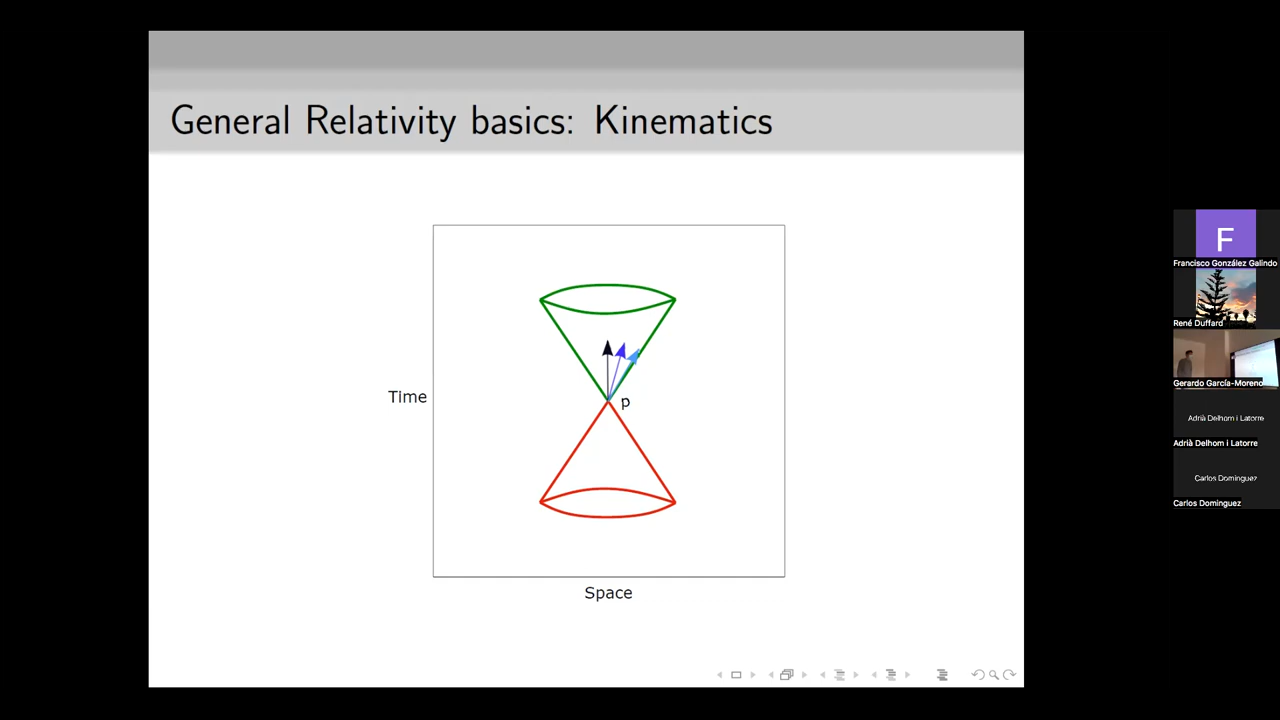 General Relativity basics: Kinematics
Time
p
Space
F
Francisco González Galindo
René Duffard
Gerardo García-Moreno
Adrià Delhom i Latorre
Adrià Delhom i Latorre
Carlos Dominguez
Carlos Dominguez